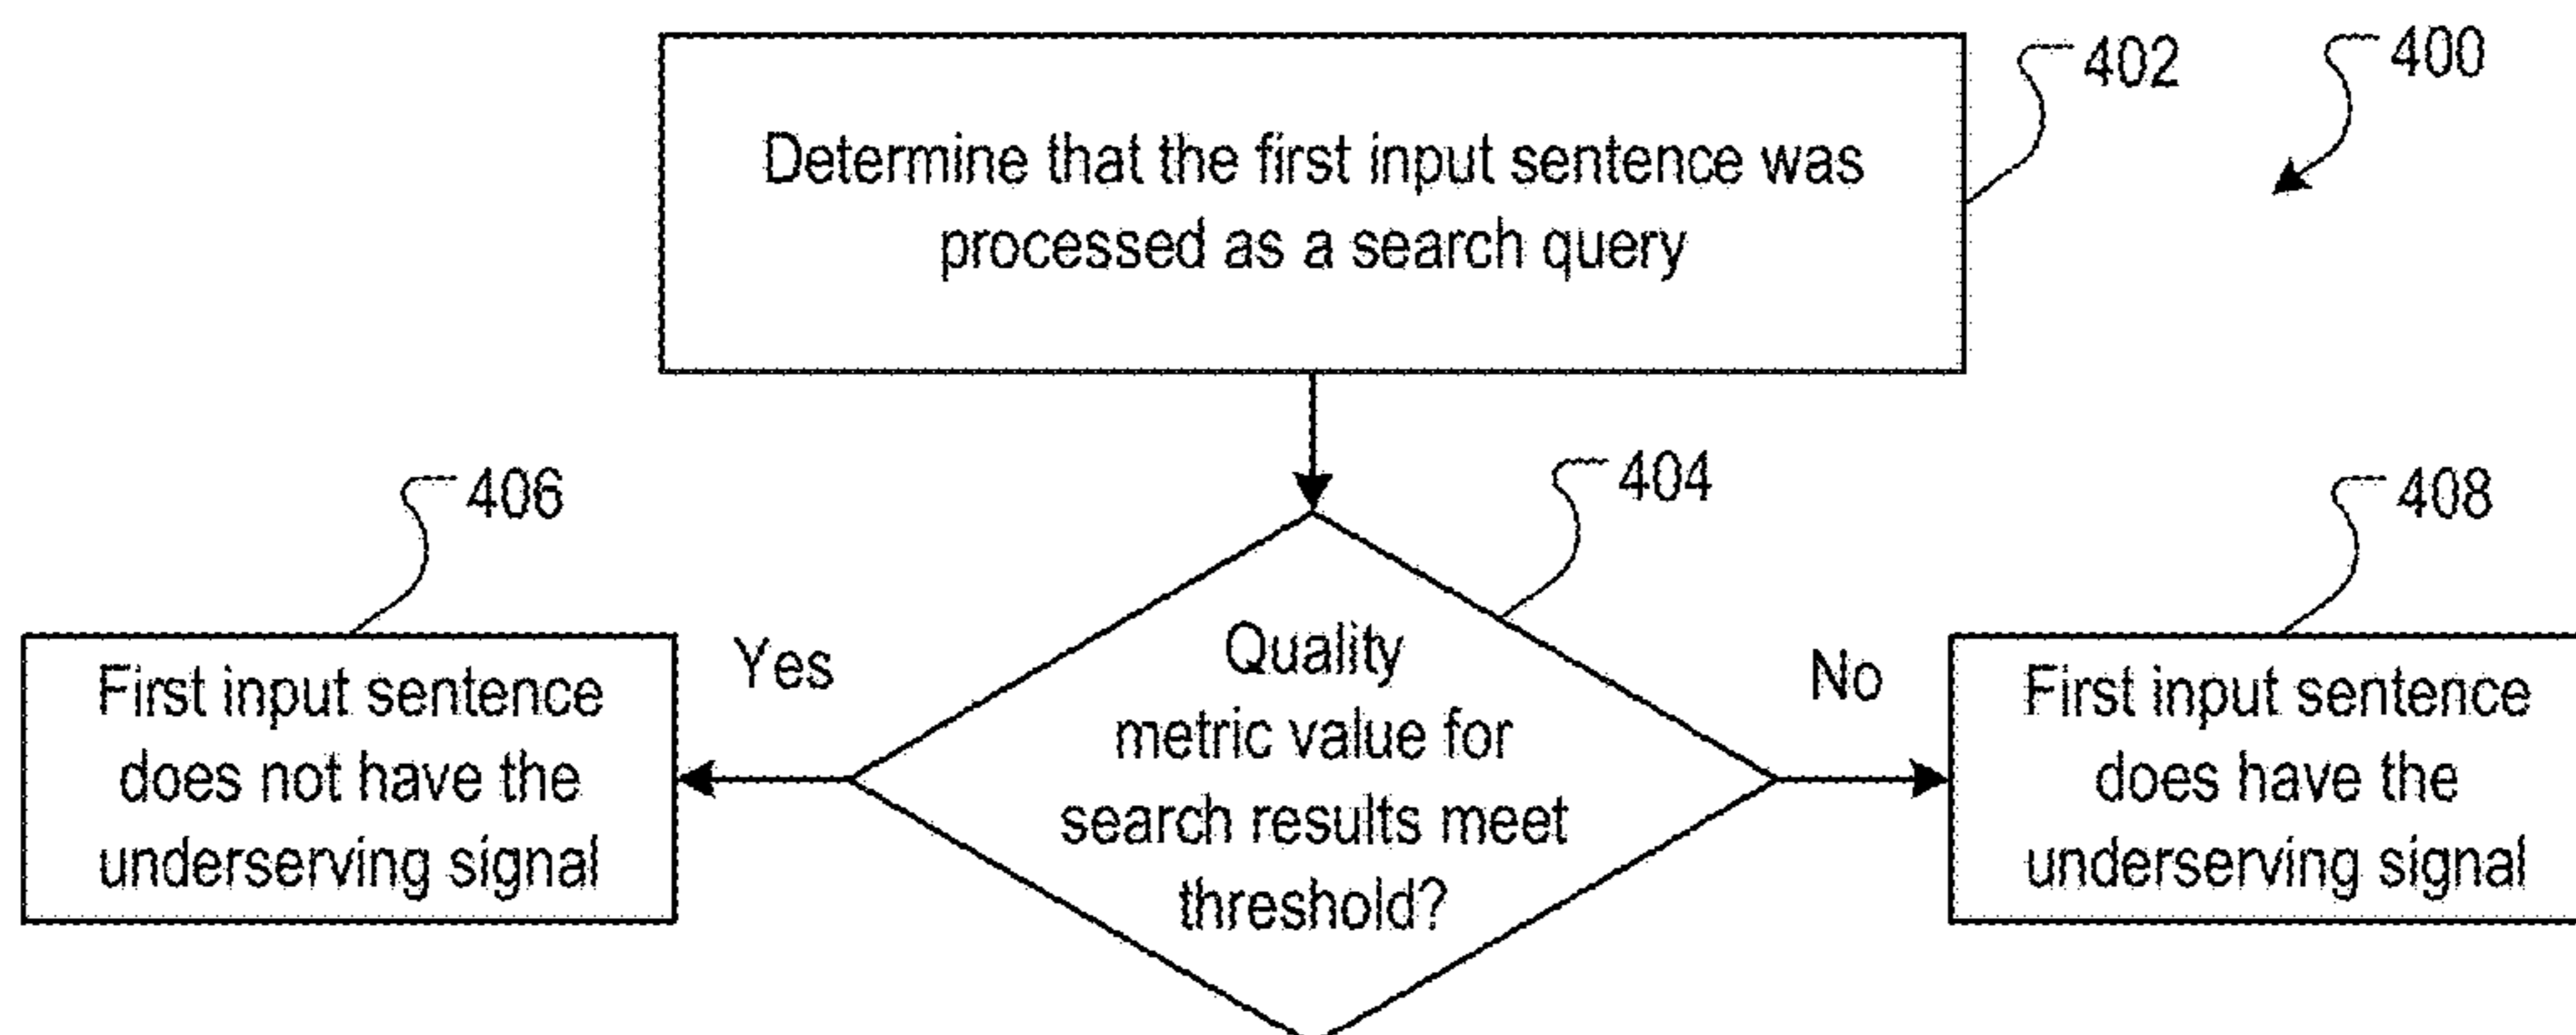 402
400
Determine that the first input sentence was
processed as a search query
406
404
408
Yes
No
First input sentence
does not have the
underserving signal
Quality
metric value for
search results meet
threshold?
First input sentence
does have the
underserving signal